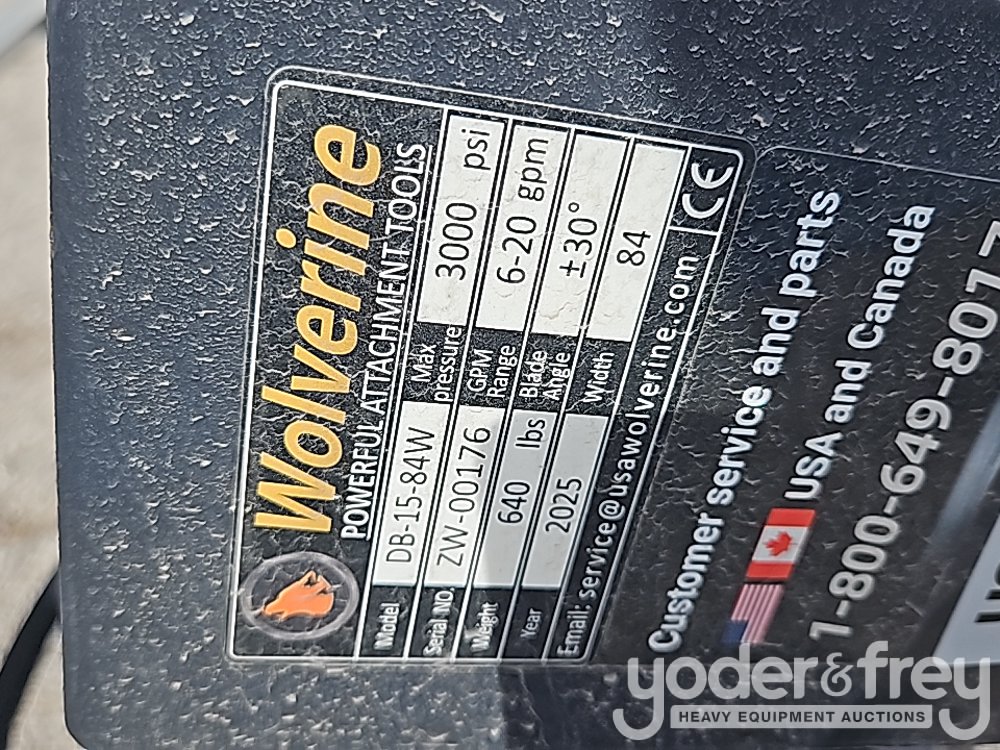 Wolverine
POWERFUL ATTACHMENT TOOLS
Model DB-15-84W Max pressure 3000 psi
Serial NO. ZW-00176 GPM Range 6-20 gpm
Weight 640 lbs Blade Angle ±30°
Year 2025 Width 84
Email: service@usawolverine.com CE
Customer service and parts
USA and Canada
1-800-649-8017
yoder&frey
HEAVY EQUIPMENT AUCTIONS